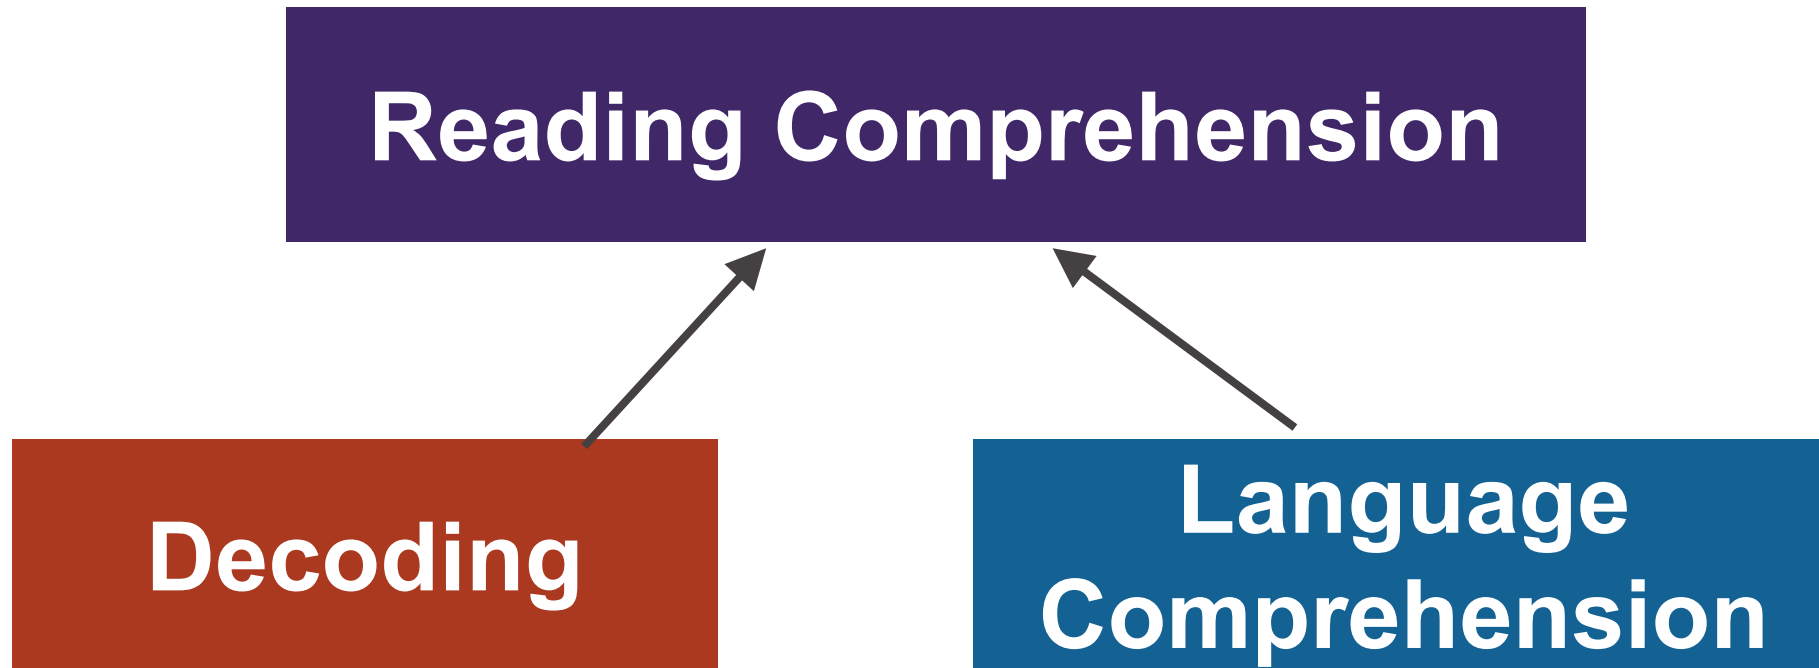 Reading Comprehension
Decoding
Language
Comprehension